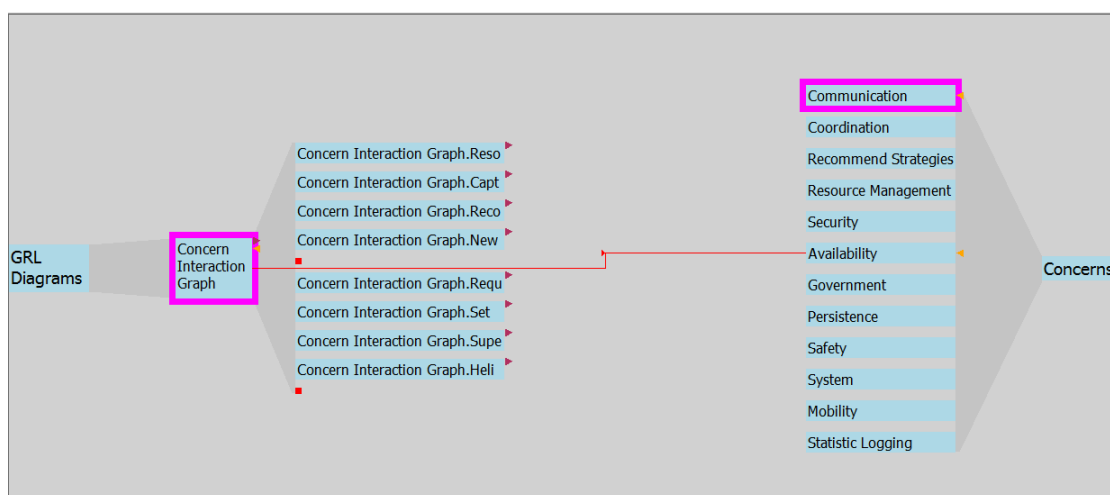 GRL
Diagrams
Concern
Interaction
Graph
Concern Interaction Graph.Reso
Concern Interaction Graph.Capt
Concern Interaction Graph.Reco
Concern Interaction Graph.New
Concern Interaction Graph.Requ
Concern Interaction Graph.Set
Concern Interaction Graph.Supe
Concern Interaction Graph.Heli
Communication
Coordination
Recommend Strategies
Resource Management
Security
Availability
Government
Persistence
Safety
System
Mobility
Statistic Logging
Concerns